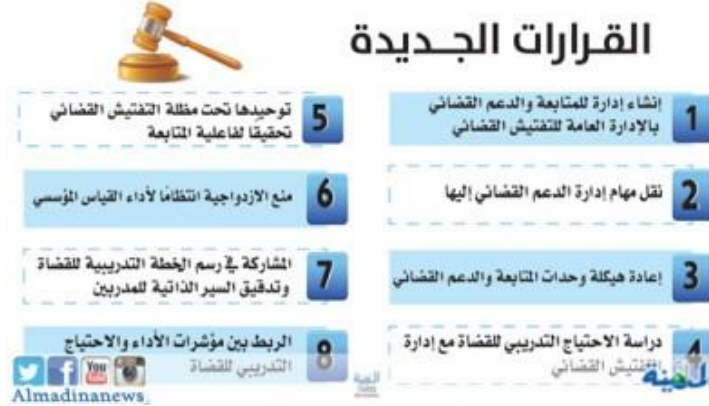 القرارات الجديدة
1
إنشاء إدارة للمتابعة والدعم القضائي
بالإدارة العامة للتفتيش القضائي
2
نقل مهام إدارة الدعم القضائي إليها
3
إعادة هيكلة وحدات المتابعة والدعم القضائي
4
دراسة الاحتياج التدريبي للقضاة مع إدارة
التفتيش القضائي
5
توحيدها تحت مظلة التفتيش القضائي
تحقيقًا لفاعلية المتابعة
6
منع الازدواجية انتظامًا لأداء القياس المؤسسي
7
المشاركة في رسم الخطة التدريبية للقضاة
وتدقيق السير الذاتية للمدربين
8
الربط بين مؤشرات الأداء والاحتياج
التدريبي للقضاة
You
Almadinanews